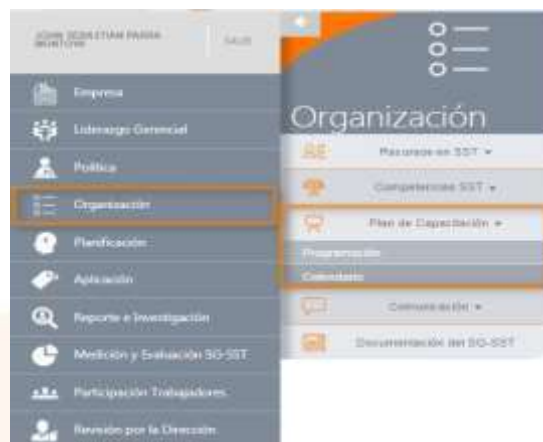 JOHN SEBASTIAN PARRA
MONTOYA
SALIR
Empresa
Liderazgo Gerencial
Política
Organización
Planificación
Aplicación
Reporte e Investigación
Medición y Evaluación SG-SST
Participación Trabajadores
Revisión por la Dirección
Organización
Recursos en SST
Competencias SST
Plan de Capacitación
Programación
Calendario
Comunicación
Documentación del SG-SST